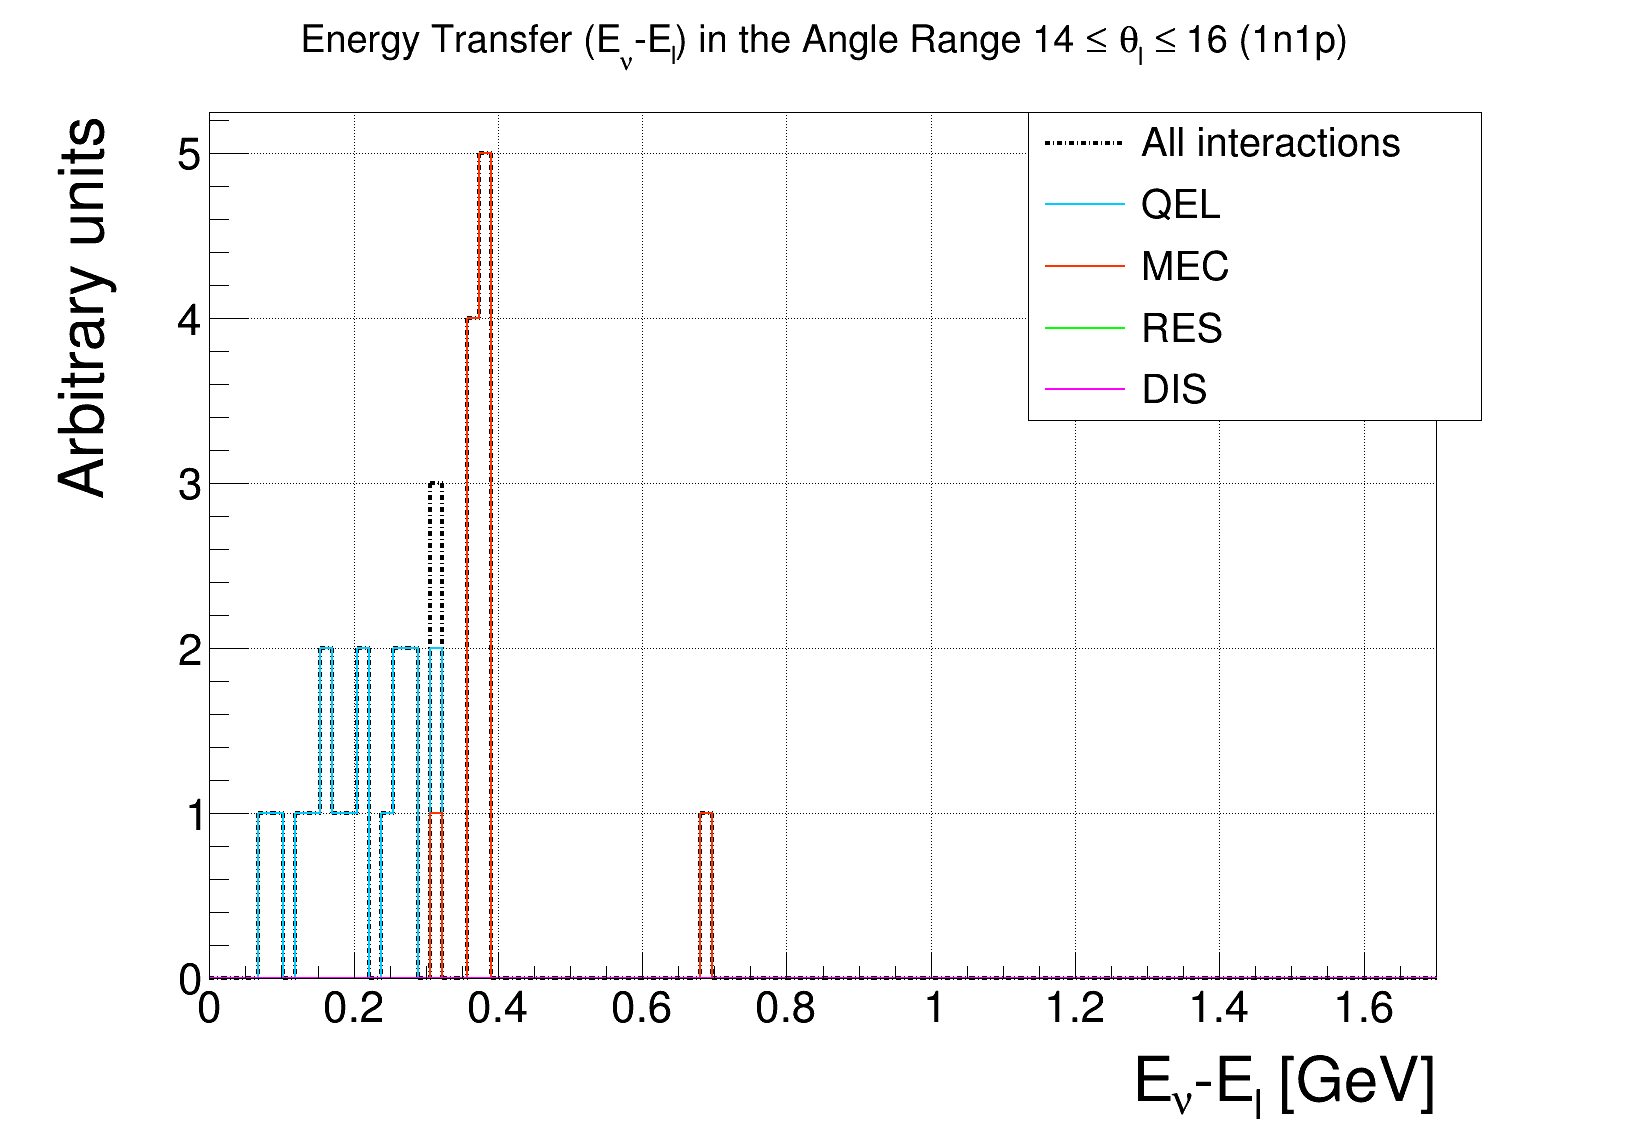 Energy Transfer (Eν-El) in the Angle Range 14 ≤ θl ≤ 16 (1n1p)
Arbitrary units
5
4
3
2
1
0
All interactions
QEL
MEC
RES
DIS
0 0.2 0.4 0.6 0.8 1 1.2 1.4 1.6
Eν-El [GeV]